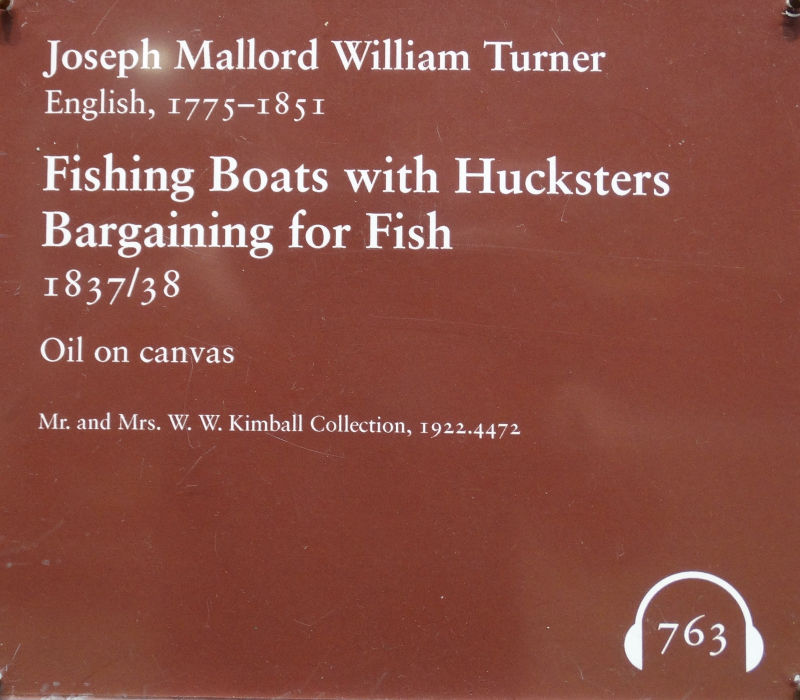 Joseph Mallord William Turner
English, 1775–1851
Fishing Boats with Hucksters
Bargaining for Fish
1837/38
Oil on canvas
Mr. and Mrs. W. W. Kimball Collection, 1922.4472
763